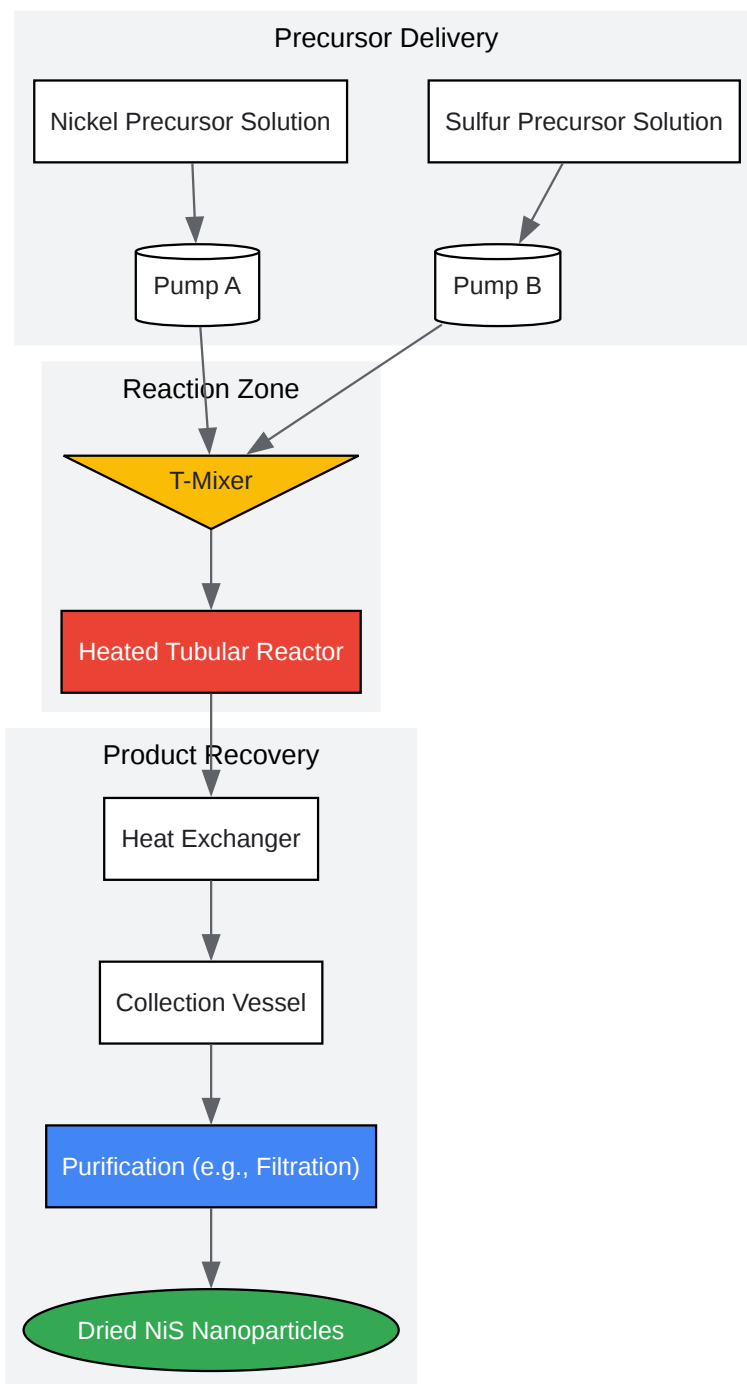 Precursor Delivery
Nickel Precursor Solution
Sulfur Precursor Solution
Pump A
Pump B
Reaction Zone
T-Mixer
Heated Tubular Reactor
Product Recovery
Heat Exchanger
Collection Vessel
Purification (e.g., Filtration)
Dried NiS Nanoparticles